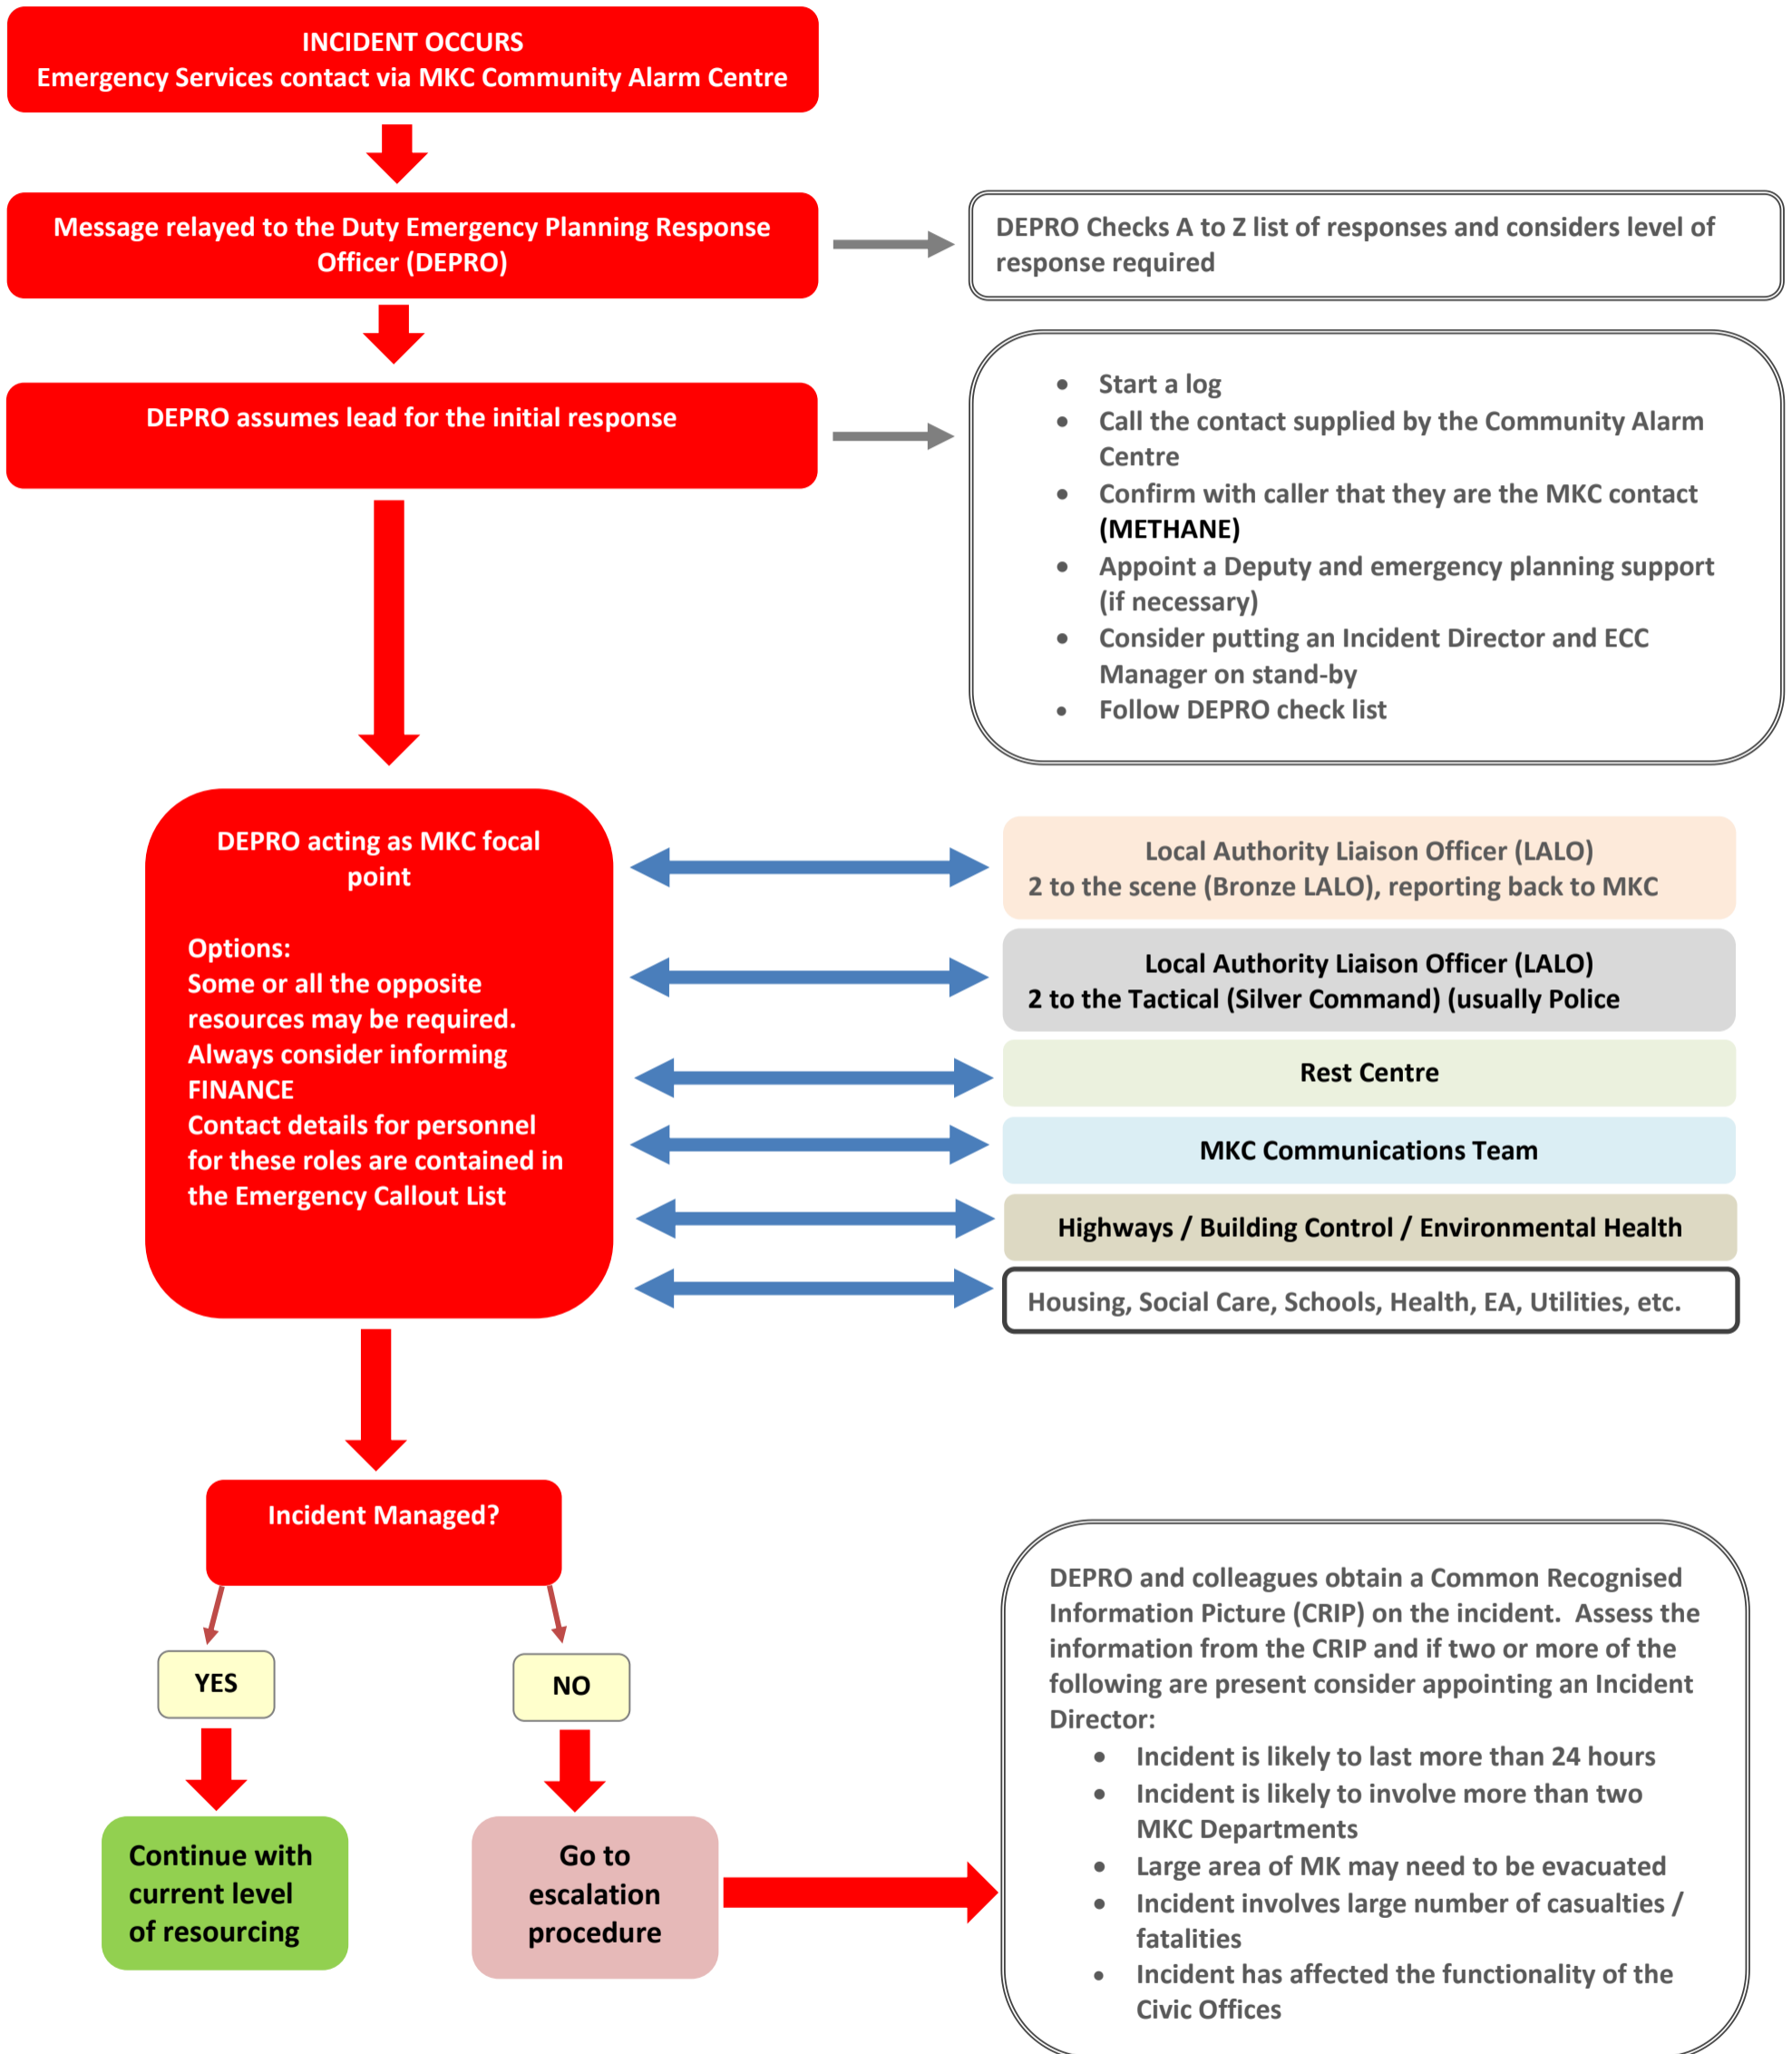 INCIDENT OCCURS
Emergency Services contact via MKC Community Alarm Centre
Message relayed to the Duty Emergency Planning Response
Officer (DEPRO)
DEPRO Checks A to Z list of responses and considers level of
response required
DEPRO assumes lead for the initial response
• Start a log
• Call the contact supplied by the Community Alarm
Centre
• Confirm with caller that they are the MKC contact
(METHANE)
• Appoint a Deputy and emergency planning support
(if necessary)
• Consider putting an Incident Director and ECC
Manager on stand-by
• Follow DEPRO check list
DEPRO acting as MKC focal
point
Options:
Some or all the opposite
resources may be required.
Always consider informing
FINANCE
Contact details for personnel
for these roles are contained in
the Emergency Callout List
Local Authority Liaison Officer (LALO)
2 to the scene (Bronze LALO), reporting back to MKC
Local Authority Liaison Officer (LALO)
2 to the Tactical (Silver Command) (usually Police
Rest Centre
MKC Communications Team
Highways / Building Control / Environmental Health
Housing, Social Care, Schools, Health, EA, Utilities, etc.
Incident Managed?
YES
NO
Continue with
current level
of resourcing
Go to
escalation
procedure
DEPRO and colleagues obtain a Common Recognised
Information Picture (CRIP) on the incident.  Assess the
information from the CRIP and if two or more of the
following are present consider appointing an Incident
Director:
• Incident is likely to last more than 24 hours
• Incident is likely to involve more than two
MKC Departments
• Large area of MK may need to be evacuated
• Incident involves large number of casualties /
fatalities
• Incident has affected the functionality of the
Civic Offices